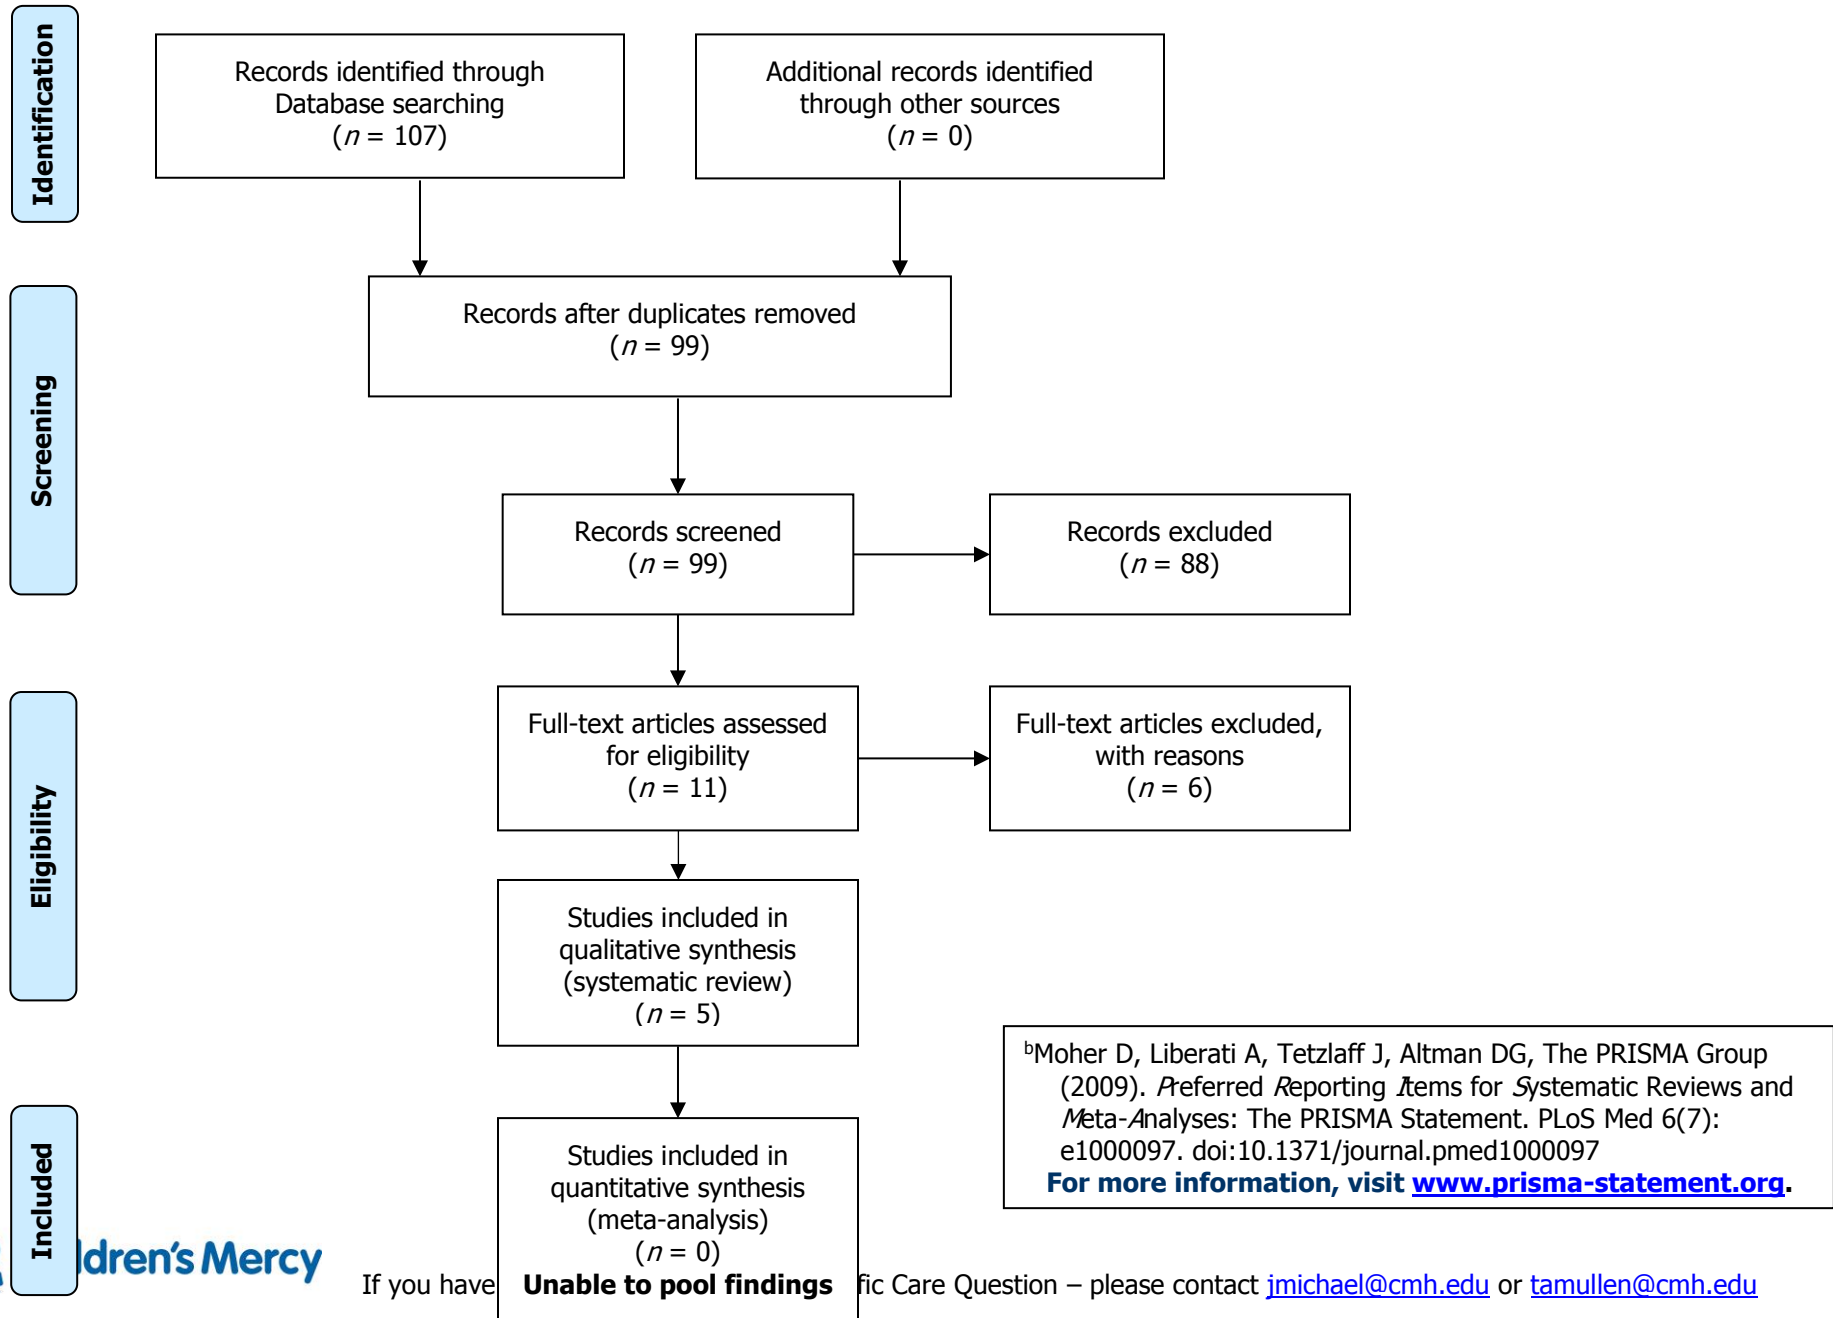 Identification
Records identified through
Database searching
(n = 107)
Additional records identified
through other sources
(n = 0)
Screening
Records after duplicates removed
(n = 99)
Records screened
(n = 99)
Records excluded
(n = 88)
Eligibility
Full-text articles assessed
for eligibility
(n = 11)
Full-text articles excluded,
with reasons
(n = 6)
Studies included in
qualitative synthesis
(systematic review)
(n = 5)
Included
Studies included in
quantitative synthesis
(meta-analysis)
(n = 0)
Unable to pool findings
ᵇMoher D, Liberati A, Tetzlaff J, Altman DG, The PRISMA Group
(2009). Preferred Reporting Items for Systematic Reviews and
Meta-Analyses: The PRISMA Statement. PLoS Med 6(7):
e1000097. doi:10.1371/journal.pmed1000097
For more information, visit www.prisma-statement.org.
dren's Mercy
If you have fic Care Question – please contact jmichael@cmh.edu or tamullen@cmh.edu